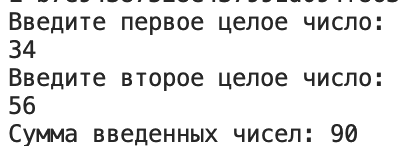 Введите первое целое число:
34
Введите второе целое число:
56
Сумма введенных чисел: 90